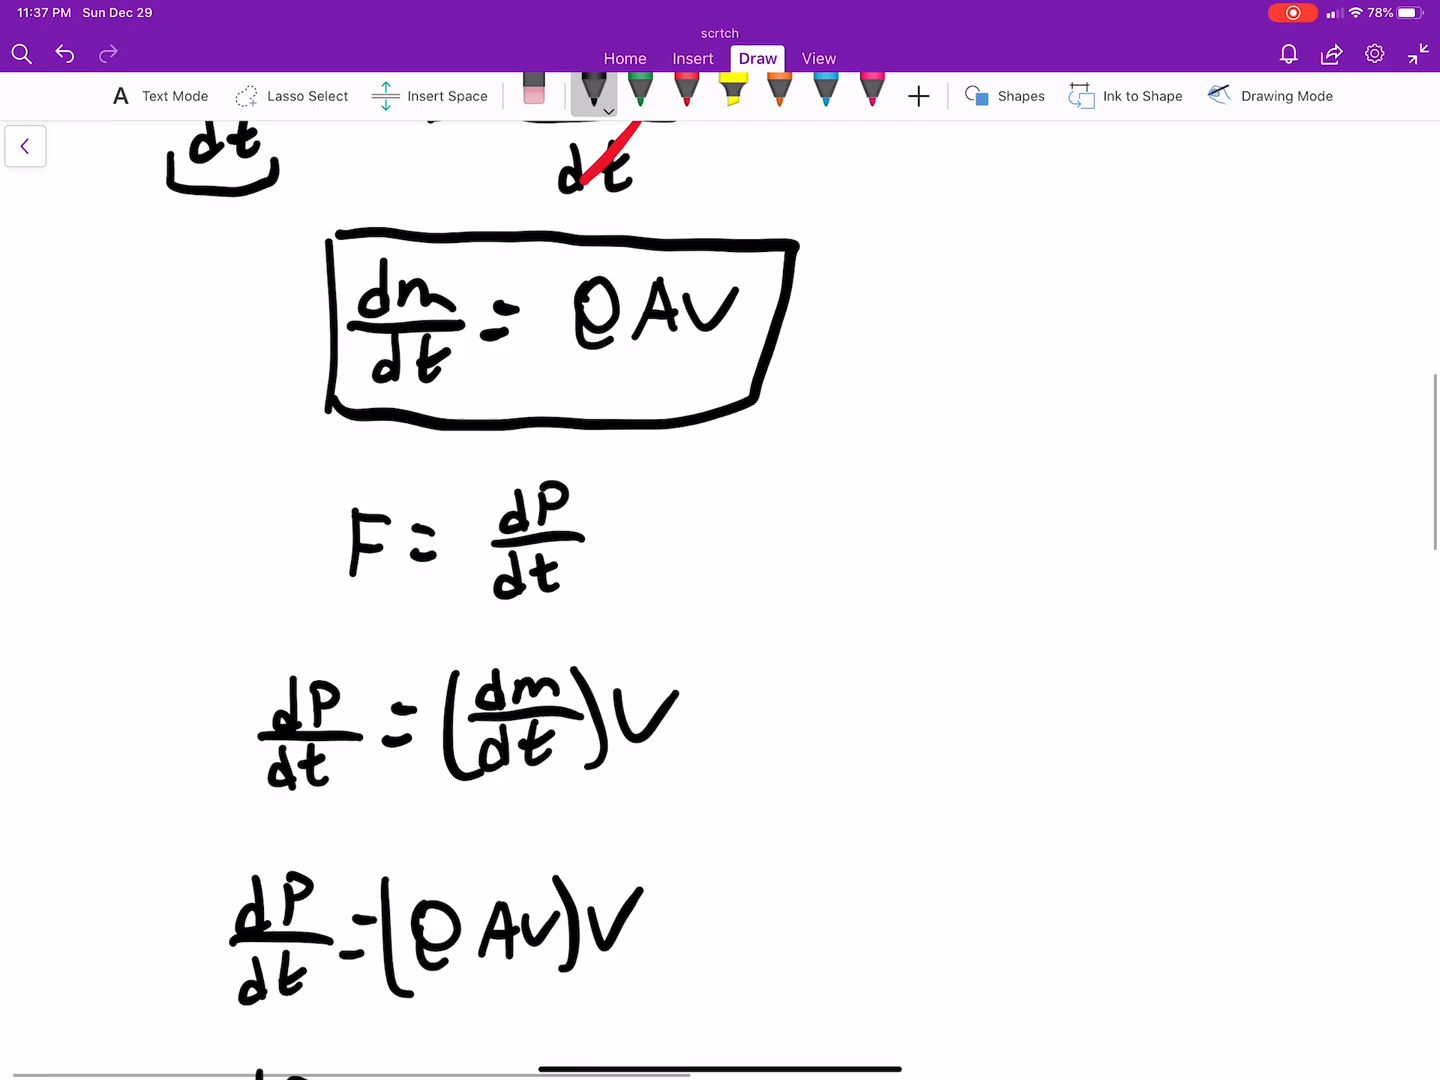 11:37 PM Sun Dec 29
78%
scrtch
Home Insert Draw View
A Text Mode Lasso Select Insert Space Shapes Ink to Shape Drawing Mode
dt dt
dm/dt = ρAV
F = dP/dt
dP/dt = (dm/dt)V
dP/dt = (ρAV)V